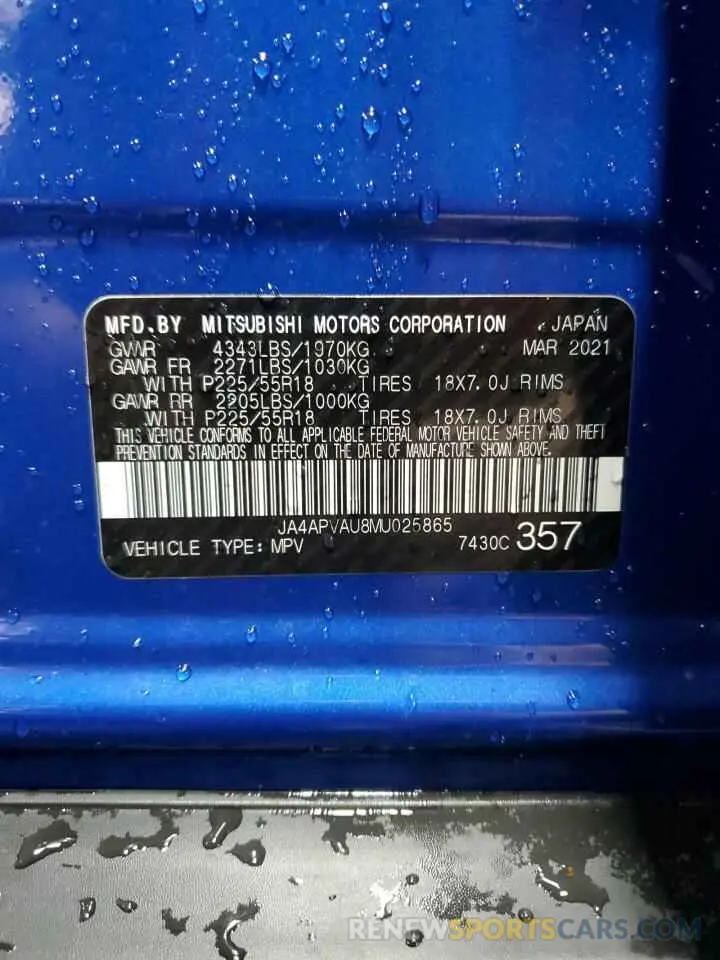 MFD.BY MITSUBISHI MOTORS CORPORATION JAPAN
GVWR 4343LBS/1970KG MAR 2021
GAWR FR 2271LBS/1030KG
WITH P225/55R18 TIRES 18X7.0J RIMS
GAWR RR 2205LBS/1000KG
WITH P225/55R18 TIRES 18X7.0J RIMS
THIS VEHICLE CONFORMS TO ALL APPLICABLE FEDERAL MOTOR VEHICLE SAFETY AND THEFT
PREVENTION STANDARDS IN EFFECT ON THE DATE OF MANUFACTURE SHOWN ABOVE.
JA4APVAU8MU025865
VEHICLE TYPE: MPV 7430C 357
RENEWSPORTSCARS.COM